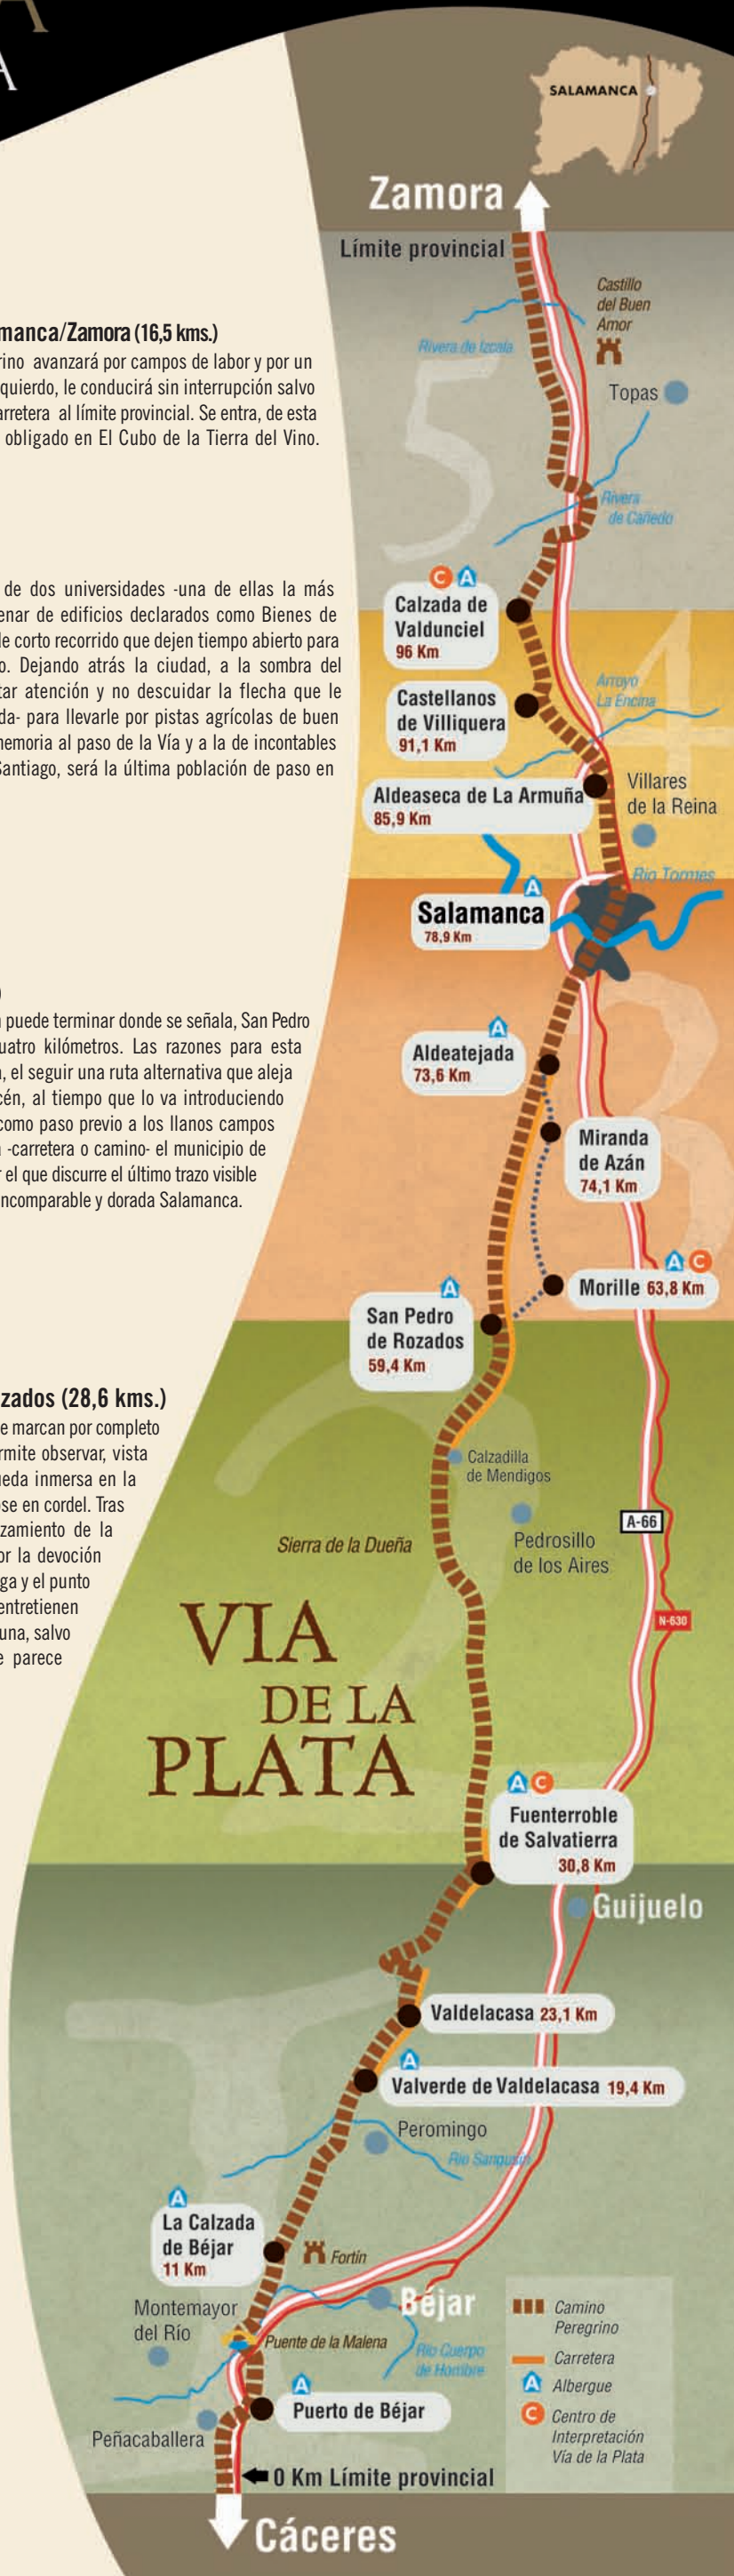 A
A
SALAMANCA
Zamora
Límite provincial
Castillo
del Buen
Amor
Rivera de Izcala
Topas
5
Rivera
de Cañedo
manca/Zamora (16,5 kms.)
rino avanzará por campos de labor y por un
quierdo, le conducirá sin interrupción salvo
arretera al límite provincial. Se entra, de esta
obligado en El Cubo de la Tierra del Vino.
C A
Calzada de
Valdunciel
96 Km
4
Castellanos
de Villiquera
91,1 Km
Arroyo
La Encina
Aldeaseca de La Armuña
85,9 Km
Villares
de la Reina
Rio Tormes
de dos universidades -una de ellas la más
enar de edificios declarados como Bienes de
le corto recorrido que dejen tiempo abierto para
o. Dejando atrás la ciudad, a la sombra del
tar atención y no descuidar la flecha que le
da- para llevarle por pistas agrícolas de buen
nemoria al paso de la Vía y a la de incontables
Santiago, será la última población de paso en
A
Salamanca
78,9 Km
3
)
puede terminar donde se señala, San Pedro
uatro kilómetros. Las razones para esta
, el seguir una ruta alternativa que aleja
cén, al tiempo que lo va introduciendo
como paso previo a los llanos campos
-carretera o camino- el municipio de
r el que discurre el último trazo visible
ncomparable y dorada Salamanca.
A
Aldeatejada
73,6 Km
Miranda
de Azán
74,1 Km
A C
Morille 63,8 Km
A
San Pedro
de Rozados
59,4 Km
2
Calzadilla
de Mendigos
Pedrosillo
de los Aires
Sierra de la Dueña
A-66
N-630
zados (28,6 kms.)
e marcan por completo
ermite observar, vista
ueda inmersa en la
se en cordel. Tras
zamiento de la
or la devoción
ga y el punto
entretienen
una, salvo
e parece
VIA
DE LA
PLATA
A C
Fuenterroble
de Salvatierra
30,8 Km
Guijuelo
1
Valdelacasa 23,1 Km
A
Valverde de Valdelacasa 19,4 Km
Peromingo
Rio Sangusín
A
La Calzada
de Béjar
11 Km
Fortín
Béjar
Montemayor
del Río
Puente de la Malena
Río Cuerpo
de Hombre
A
Puerto de Béjar
Peñacaballera
0 Km Límite provincial
Cáceres
Camino
Peregrino
Carretera
A Albergue
C Centro de
Interpretación
Vía de la Plata